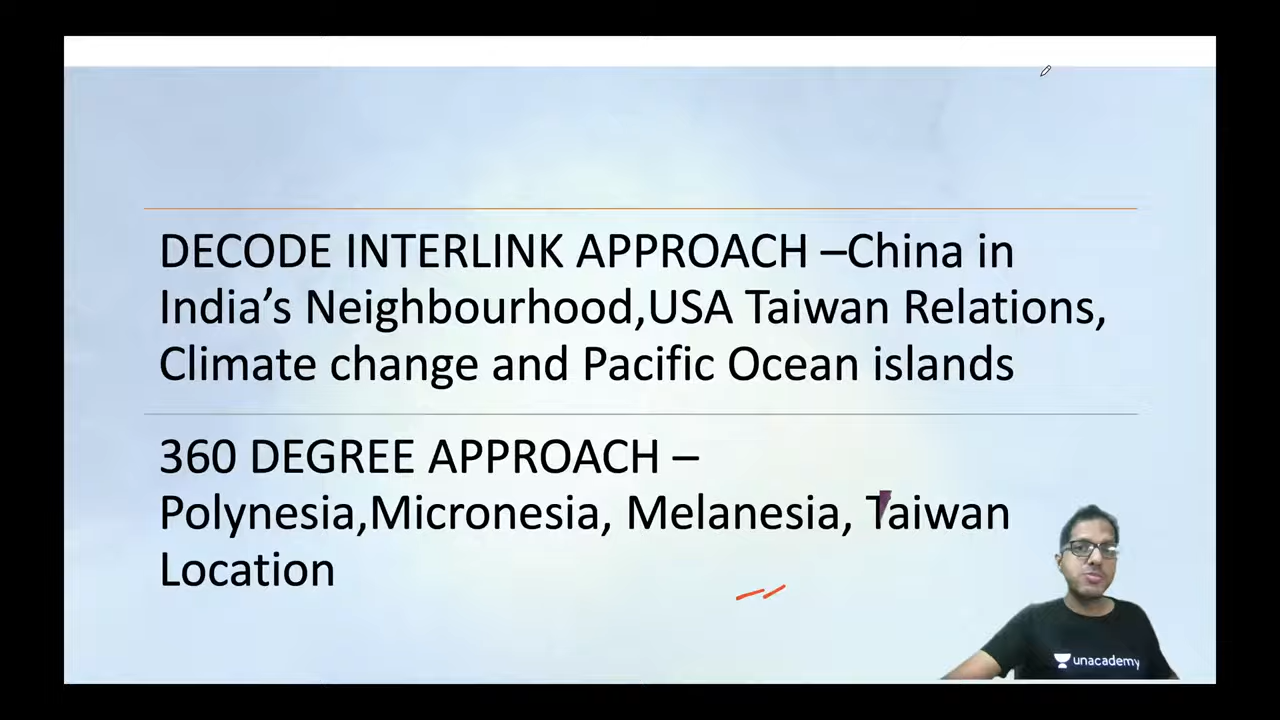 DECODE INTERLINK APPROACH –China in
India’s Neighbourhood,USA Taiwan Relations,
Climate change and Pacific Ocean islands
360 DEGREE APPROACH –
Polynesia,Micronesia, Melanesia, Taiwan
Location
unacademy